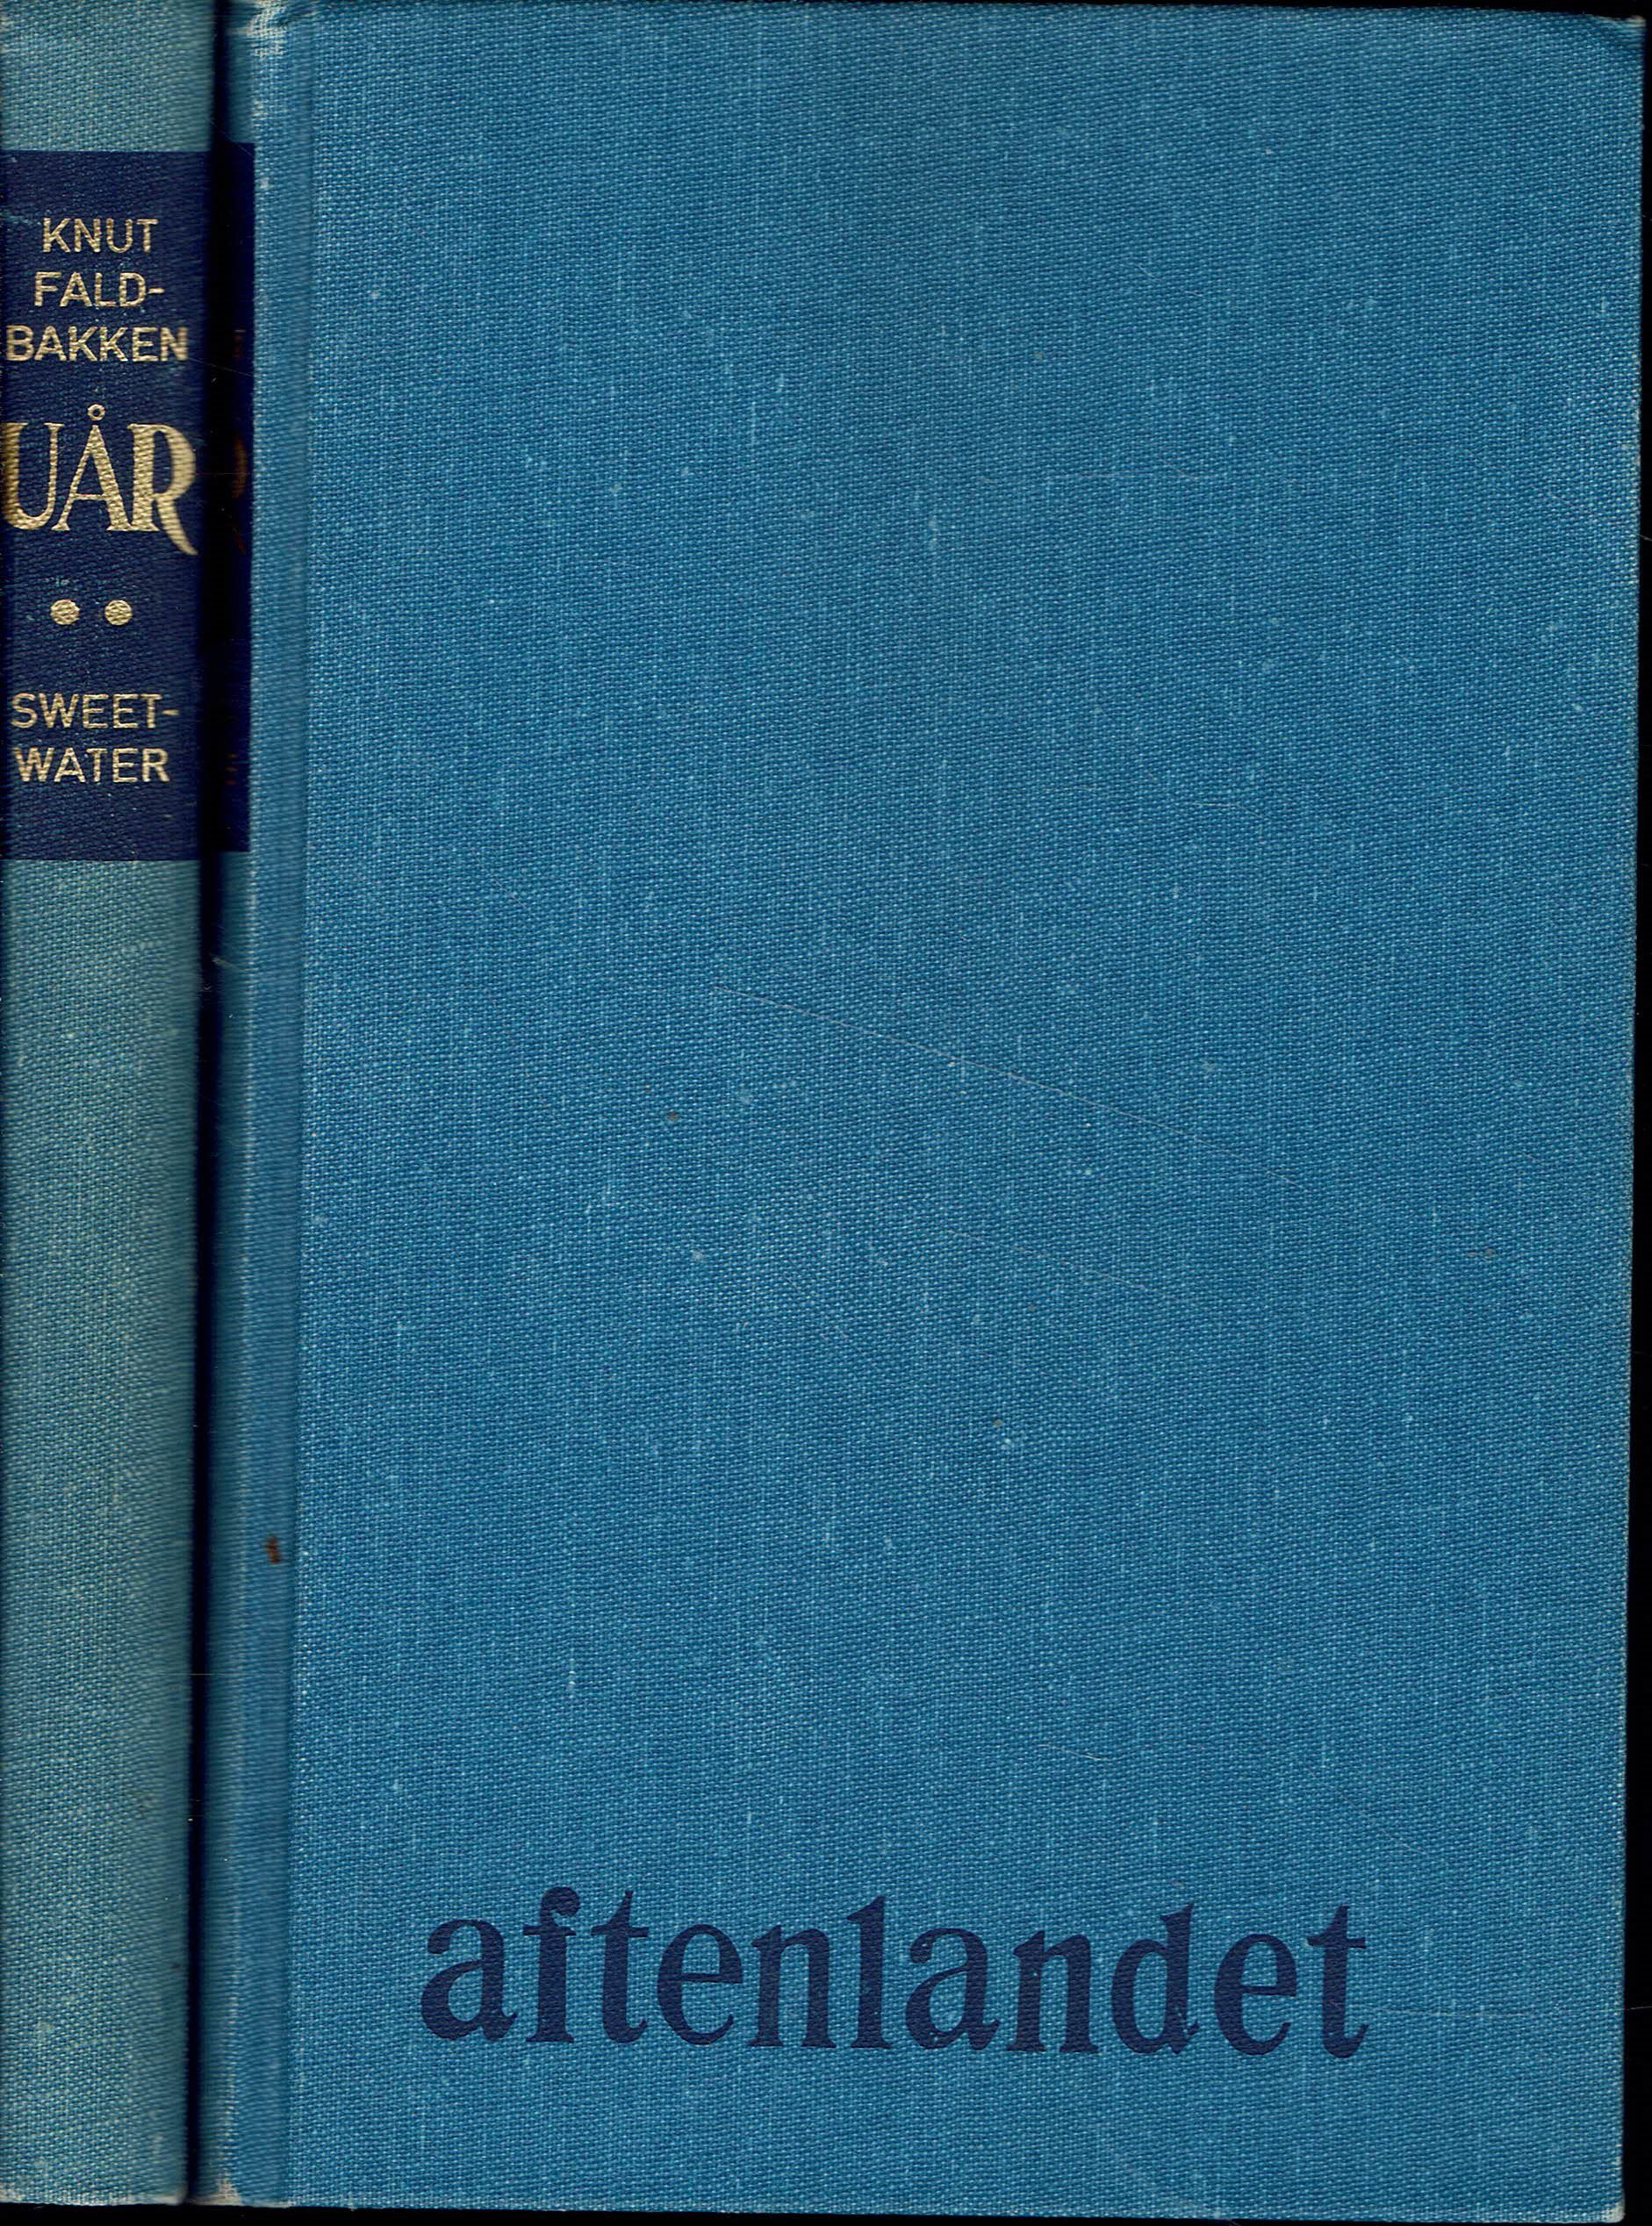 KNUT
FALD-
BAKKEN
UÅR
SWEET-
WATER
aftenlandet